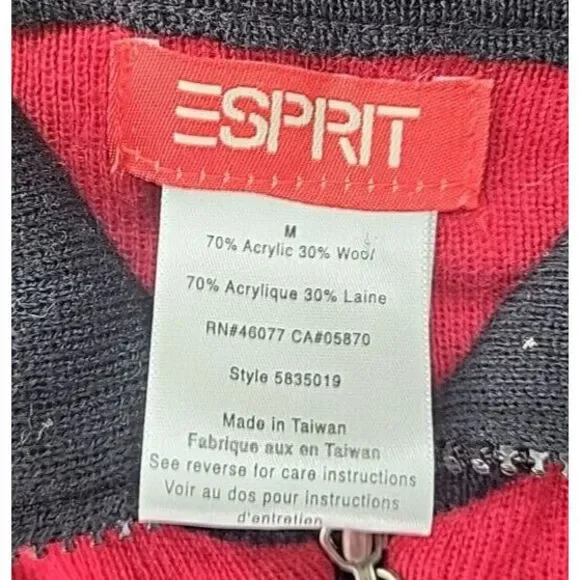 ESPRIT
M
70% Acrylic 30% Wool
70% Acrylique 30% Laine
RN#46077 CA#05870
Style 5835019
Made in Taiwan
Fabrique aux en Taiwan
See reverse for care instructions
Voir au dos pour instructions
d'entretien